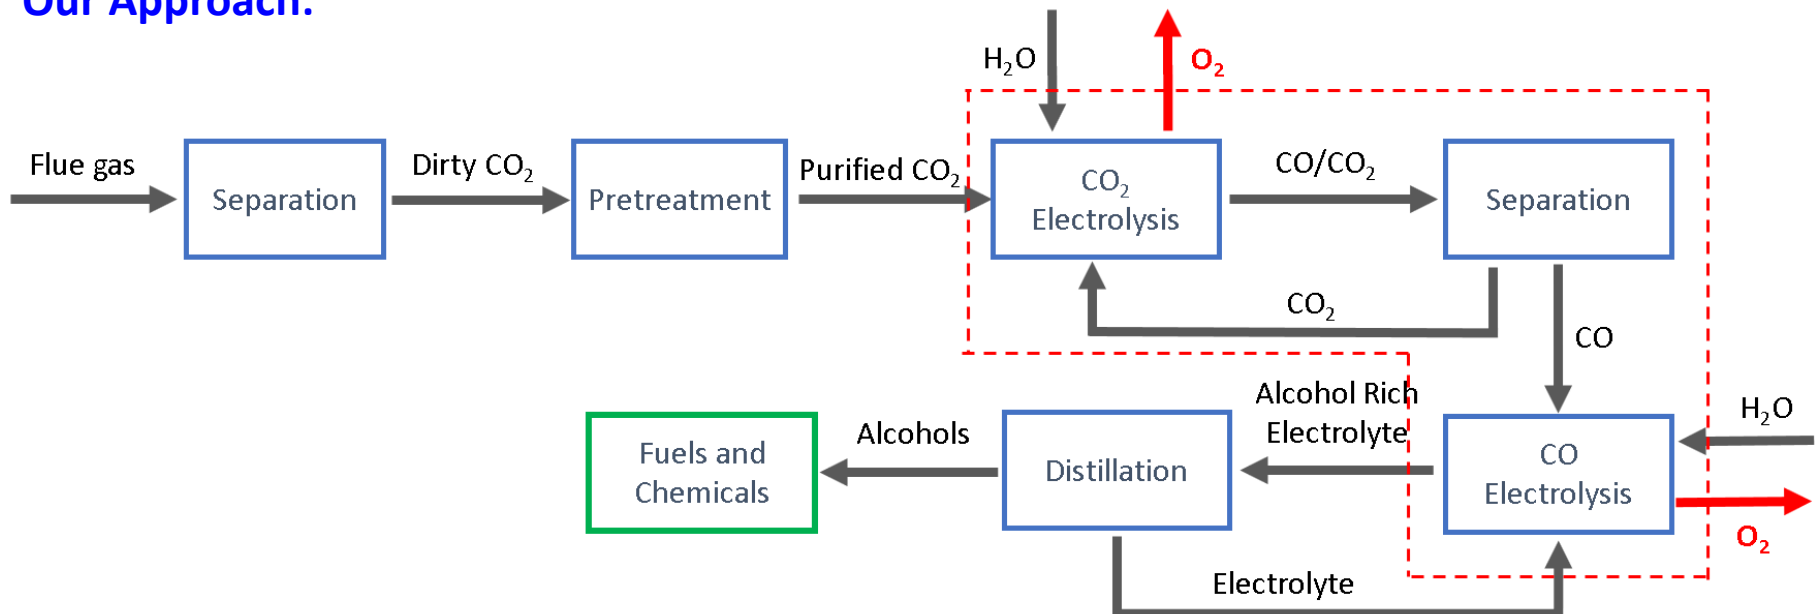 Our Approach:
H₂O
O₂
Flue gas
Separation
Dirty CO₂
Pretreatment
Purified CO₂
CO₂
Electrolysis
CO/CO₂
Separation
CO₂
CO
Alcohol Rich
Electrolyte
H₂O
Fuels and
Chemicals
Alcohols
Distillation
CO
Electrolysis
O₂
Electrolyte